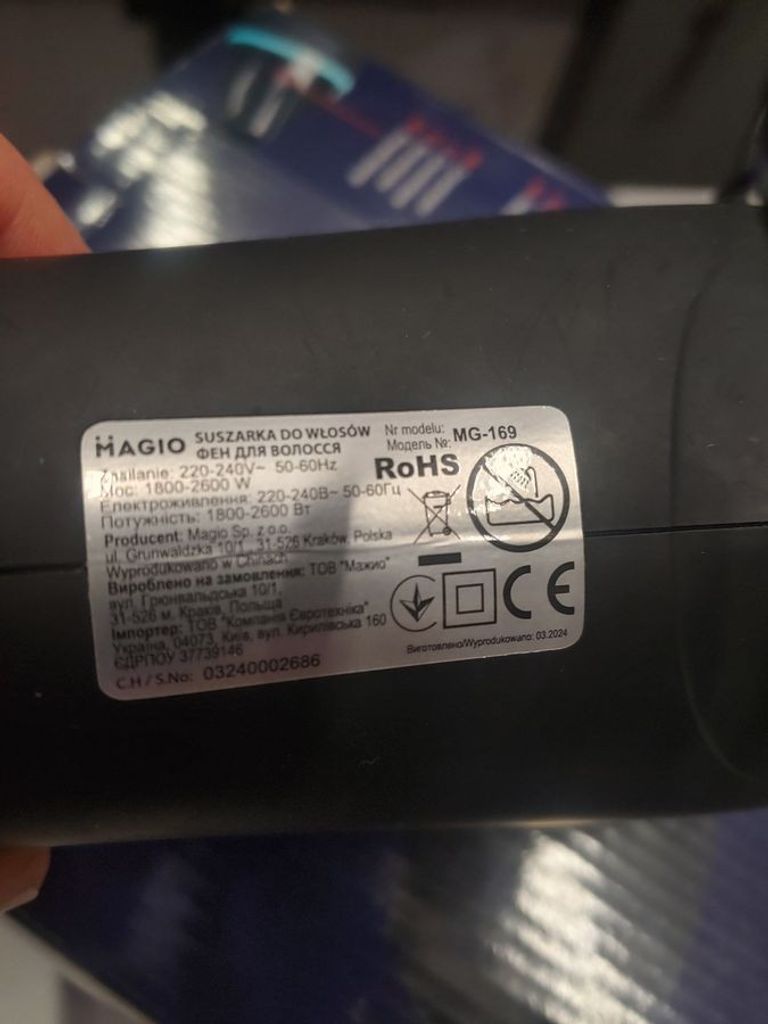 MAGIO SUSZARKA DO WŁOSÓW
ФЕН ДЛЯ ВОЛОССЯ
Nr modelu:
Модель №: MG-169
Zasilanie: 220-240V~ 50-60Hz
Moc: 1800-2600 W
Електроживлення: 220-240В~ 50-60Гц
Потужність: 1800-2600 Вт
RoHS
Producent: Magio Sp. z o.o.
ul. Grunwaldzka 10/1, 31-526 Kraków, Polska
Wyprodukowano w Chinach
Вироблено на замовлення: ТОВ "Мажио"
вул. Грюнвальдська 10/1,
31-526 м. Краків, Польща
Імпортер: ТОВ "Компанія Євротехніка"
Україна, 04073, Київ, вул. Кирилівська 160
ЄДРПОУ 37739146
С.Н / S.No: 03240002686
CE
Виготовлено/Wyprodukowano: 03.2024